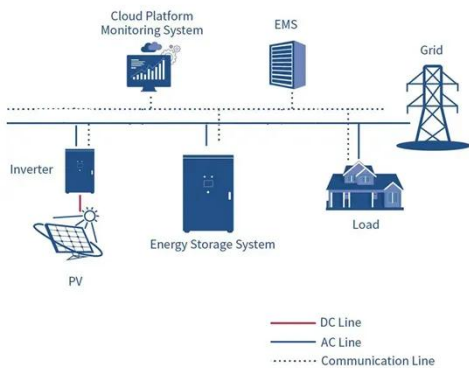 Cloud Platform
Monitoring System
EMS
Grid
Inverter
Energy Storage System
Load
PV
DC Line
AC Line
Communication Line